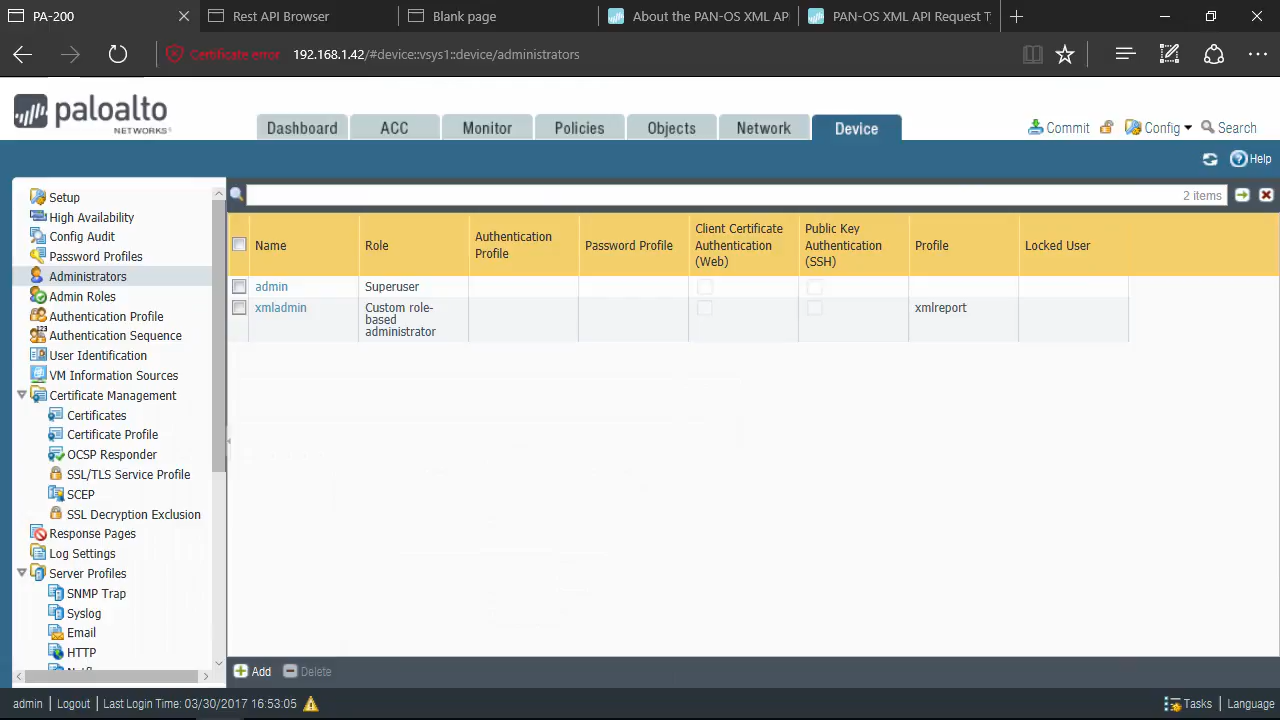 PA-200
Rest API Browser
Blank page
About the PAN-OS XML AP
PAN-OS XML API Request T
Certificate error
192.168.1.42/#device::vsys1::device/administrators
paloalto
NETWORKS
Dashboard
ACC
Monitor
Policies
Objects
Network
Device
Commit
Config
Search
Help
Setup
High Availability
Config Audit
Password Profiles
Administrators
Admin Roles
Authentication Profile
Authentication Sequence
User Identification
VM Information Sources
Certificate Management
Certificates
Certificate Profile
OCSP Responder
SSL/TLS Service Profile
SCEP
SSL Decryption Exclusion
Response Pages
Log Settings
Server Profiles
SNMP Trap
Syslog
Email
HTTP
2 items
Name
Role
Authentication
Profile
Password Profile
Client Certificate
Authentication
(Web)
Public Key
Authentication
(SSH)
Profile
Locked User
admin
Superuser
xmladmin
Custom role-
based
administrator
xmlreport
Add
Delete
admin | Logout | Last Login Time: 03/30/2017 16:53:05
Tasks | Language